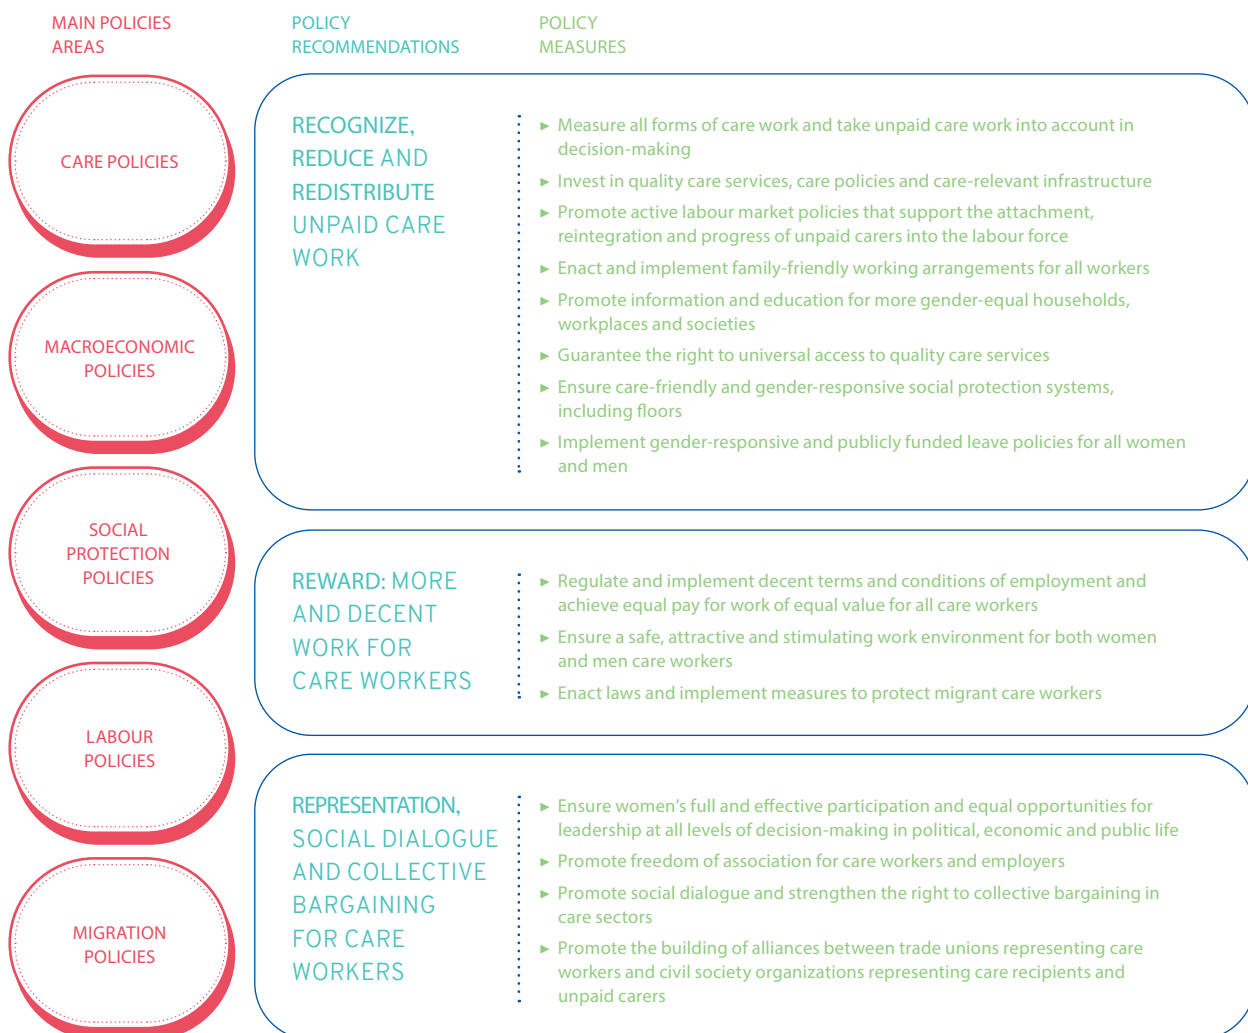 MAIN POLICIES
AREAS
POLICY
RECOMMENDATIONS
POLICY
MEASURES
CARE POLICIES
MACROECONOMIC
POLICIES
SOCIAL
PROTECTION
POLICIES
LABOUR
POLICIES
MIGRATION
POLICIES
RECOGNIZE,
REDUCE AND
REDISTRIBUTE
UNPAID CARE
WORK
► Measure all forms of care work and take unpaid care work into account in
decision-making
► Invest in quality care services, care policies and care-relevant infrastructure
► Promote active labour market policies that support the attachment,
reintegration and progress of unpaid carers into the labour force
► Enact and implement family-friendly working arrangements for all workers
► Promote information and education for more gender-equal households,
workplaces and societies
► Guarantee the right to universal access to quality care services
► Ensure care-friendly and gender-responsive social protection systems,
including floors
► Implement gender-responsive and publicly funded leave policies for all women
and men
REWARD: MORE
AND DECENT
WORK FOR
CARE WORKERS
► Regulate and implement decent terms and conditions of employment and
achieve equal pay for work of equal value for all care workers
► Ensure a safe, attractive and stimulating work environment for both women
and men care workers
► Enact laws and implement measures to protect migrant care workers
REPRESENTATION,
SOCIAL DIALOGUE
AND COLLECTIVE
BARGAINING
FOR CARE
WORKERS
► Ensure women's full and effective participation and equal opportunities for
leadership at all levels of decision-making in political, economic and public life
► Promote freedom of association for care workers and employers
► Promote social dialogue and strengthen the right to collective bargaining in
care sectors
► Promote the building of alliances between trade unions representing care
workers and civil society organizations representing care recipients and
unpaid carers